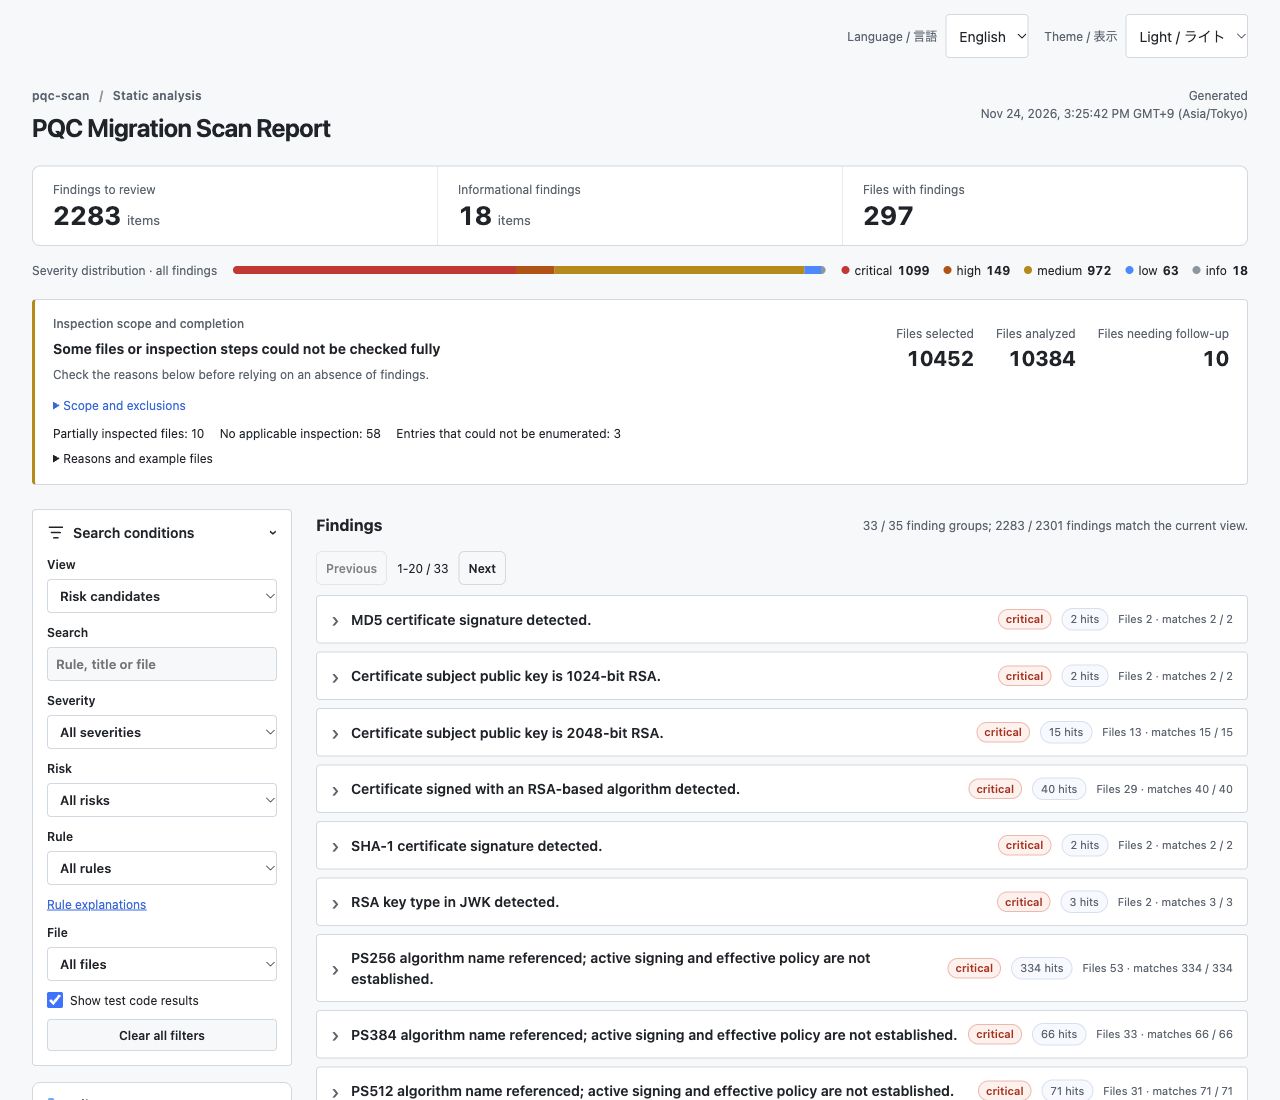 Language / 言語 English Theme / 表示 Light / ライト
pqc-scan / Static analysis
Generated
PQC Migration Scan Report
Nov 24, 2026, 3:25:42 PM GMT+9 (Asia/Tokyo)
Findings to review
2283 items
Informational findings
18 items
Files with findings
297
Severity distribution · all findings critical 1099 high 149 medium 972 low 63 info 18
Inspection scope and completion
Some files or inspection steps could not be checked fully
Check the reasons below before relying on an absence of findings.
Files selected
10452
Files analyzed
10384
Files needing follow-up
10
Scope and exclusions
Partially inspected files: 10 No applicable inspection: 58 Entries that could not be enumerated: 3
Reasons and example files
Search conditions
View
Risk candidates
Search
Rule, title or file
Severity
All severities
Risk
All risks
Rule
All rules
Rule explanations
File
All files
Show test code results
Clear all filters
Findings
33 / 35 finding groups; 2283 / 2301 findings match the current view.
Previous 1-20 / 33 Next
MD5 certificate signature detected. critical 2 hits Files 2 · matches 2 / 2
Certificate subject public key is 1024-bit RSA. critical 2 hits Files 2 · matches 2 / 2
Certificate subject public key is 2048-bit RSA. critical 15 hits Files 13 · matches 15 / 15
Certificate signed with an RSA-based algorithm detected. critical 40 hits Files 29 · matches 40 / 40
SHA-1 certificate signature detected. critical 2 hits Files 2 · matches 2 / 2
RSA key type in JWK detected. critical 3 hits Files 2 · matches 3 / 3
PS256 algorithm name referenced; active signing and effective policy are not
established. critical 334 hits Files 53 · matches 334 / 334
PS384 algorithm name referenced; active signing and effective policy are not established. critical 66 hits Files 33 · matches 66 / 66
PS512 algorithm name referenced; active signing and effective policy are not established. critical 71 hits Files 31 · matches 71 / 71